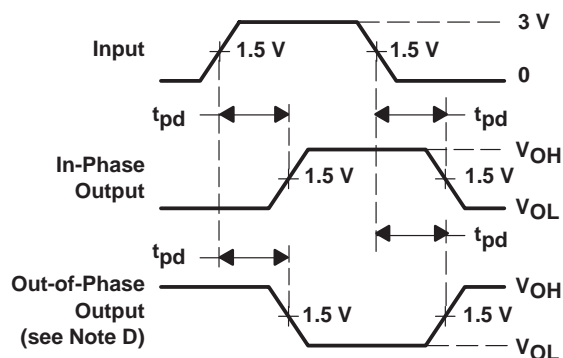 3 V
Input
1.5 V
1.5 V
0
tpd
tpd
VOH
In-Phase
Output
1.5 V
1.5 V
VOL
tpd
tpd
Out-of-Phase
Output
(see Note D)
VOH
1.5 V
1.5 V
VOL